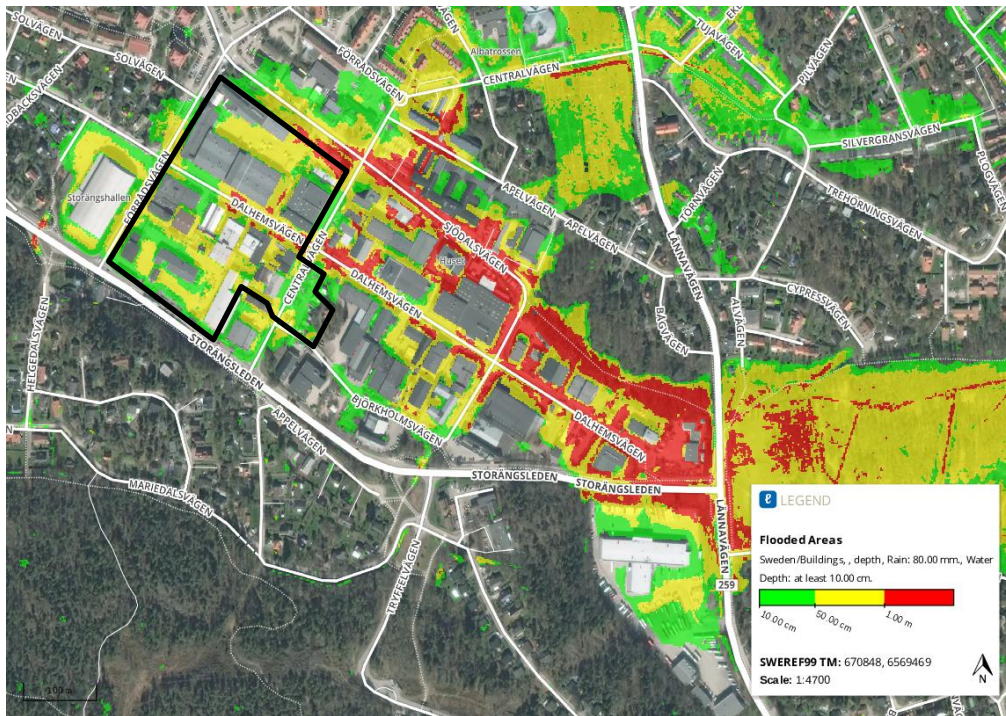 SOLVÄGEN
SOLVÄGEN
FÖRRÅDSVÄGEN
Albatrossen
CENTRALVÄGEN
TUJAVÄGEN
PILVÄGEN
SILVERGRANSVÄGEN
PLOGVÄGEN
TREHÖRNINGSVÄGEN
TÖRNVÄGEN
LÄNNAVÄGEN
APELVÄGEN
APELVÄGEN
Storängshallen
FÖRRÅDSVÄGEN
DALHEMSVÄGEN
SJÖDALSVÄGEN
Huset
CENTRALVÄGEN
DALHEMSVÄGEN
BAGVÄGEN
ALVÄGEN
CYPRESSVÄGEN
HELGEDALSVÄGEN
STORÄNGSLEDEN
ÄPPELVÄGEN
BJÖRKHOLMSVÄGEN
DALHEMSVÄGEN
MARIEDALSVÄGEN
STORÄNGSLEDEN
STORÄNGSLEDEN
LÄNNAVÄGEN
TRYFFELVÄGEN
259
100 m
LEGEND
Flooded Areas
Sweden/Buildings, , depth, Rain: 80.00 mm., Water
Depth: at least 10.00 cm.
10.00 cm
50.00 cm
1.00 m
SWEREF99 TM: 670848, 6569469
Scale: 1:4700
N